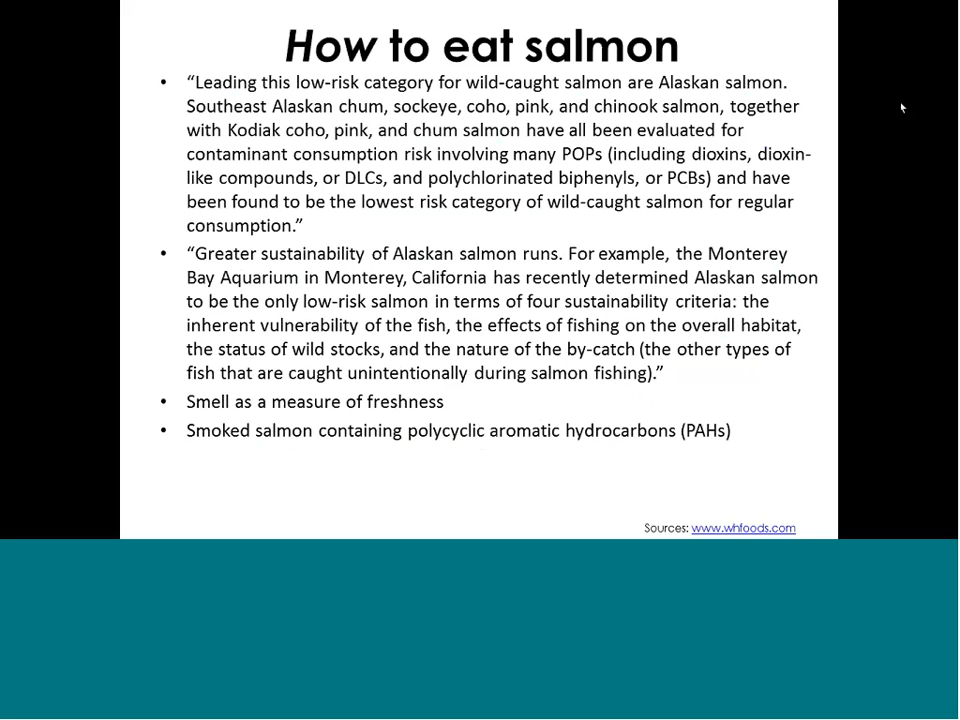 How to eat salmon
• “Leading this low-risk category for wild-caught salmon are Alaskan salmon.
Southeast Alaskan chum, sockeye, coho, pink, and chinook salmon, together
with Kodiak coho, pink, and chum salmon have all been evaluated for
contaminant consumption risk involving many POPs (including dioxins, dioxin-
like compounds, or DLCs, and polychlorinated biphenyls, or PCBs) and have
been found to be the lowest risk category of wild-caught salmon for regular
consumption.”
• “Greater sustainability of Alaskan salmon runs. For example, the Monterey
Bay Aquarium in Monterey, California has recently determined Alaskan salmon
to be the only low-risk salmon in terms of four sustainability criteria: the
inherent vulnerability of the fish, the effects of fishing on the overall habitat,
the status of wild stocks, and the nature of the by-catch (the other types of
fish that are caught unintentionally during salmon fishing).”
• Smell as a measure of freshness
• Smoked salmon containing polycyclic aromatic hydrocarbons (PAHs)
Sources: www.whfoods.com